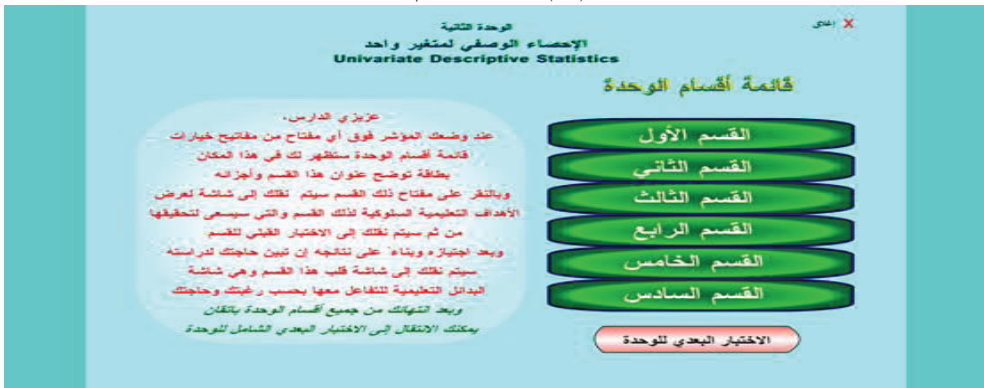 الوحدة الثانية
الإحصاء الوصفي لمتغير واحد
Univariate Descriptive Statistics
إغلاق X
قائمة أقسام الوحدة
القسم الأول
القسم الثاني
القسم الثالث
القسم الرابع
القسم الخامس
القسم السادس
الاختبار البعدي للوحدة
عزيزي الدارس،
عند وضعك المؤشر فوق أي مفتاح من مفاتيح خيارات
قائمة أقسام الوحدة ستظهر لك في هذا المكان
بطاقة توضح عنوان هذا القسم وأجزائه
وبالنقر على مفتاح ذلك القسم سيتم نقلك إلى شاشة لعرض
الأهداف التعليمية السلوكية لذلك القسم والتي سيسعى لتحقيقها
من ثم سيتم نقلك إلى الاختبار القبلي للقسم
وبعد اجتيازه وبناءً على نتائجه إن تبين حاجتك لدراسته
سيتم نقلك إلى شاشة قلب هذا القسم وهي شاشة
البدائل التعليمية للتفاعل معها بحسب رغبتك وحاجتك
وبعد انتهائك من جميع أقسام الوحدة بإتقان
يمكنك الانتقال إلى الاختبار البعدي الشامل للوحدة